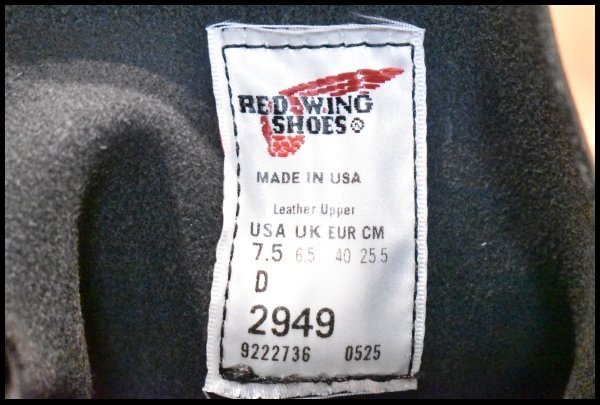 RED WING
SHOES®
MADE IN USA
Leather Upper
USA UK EUR CM
7.5 6.5 40 25.5
D
2949
9222736 0525